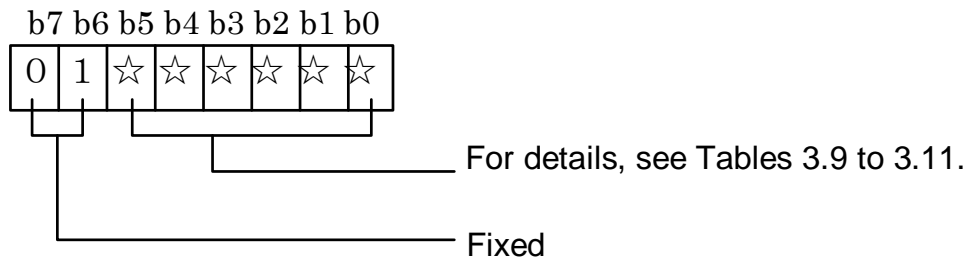 b7 b6 b5 b4 b3 b2 b1 b0
0 1 ☆ ☆ ☆ ☆ ☆ ☆
For details, see Tables 3.9 to 3.11.
Fixed